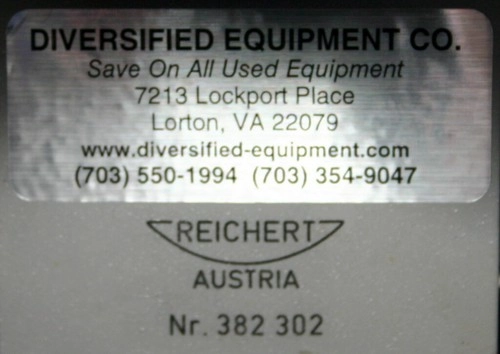 DIVERSIFIED EQUIPMENT CO.
Save On All Used Equipment
7213 Lockport Place
Lorton, VA 22079
www.diversified-equipment.com
(703) 550-1994 (703) 354-9047
REICHERT
AUSTRIA
Nr. 382 302